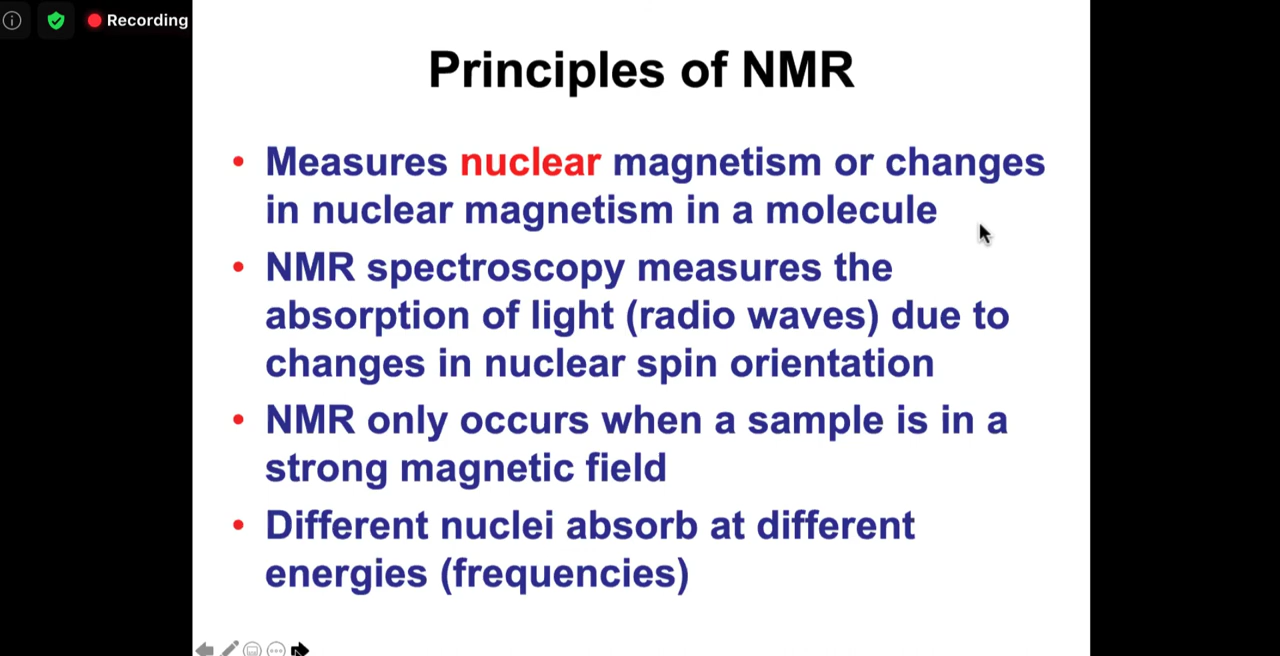 Recording
Principles of NMR
• Measures nuclear magnetism or changes
in nuclear magnetism in a molecule
• NMR spectroscopy measures the
absorption of light (radio waves) due to
changes in nuclear spin orientation
• NMR only occurs when a sample is in a
strong magnetic field
• Different nuclei absorb at different
energies (frequencies)